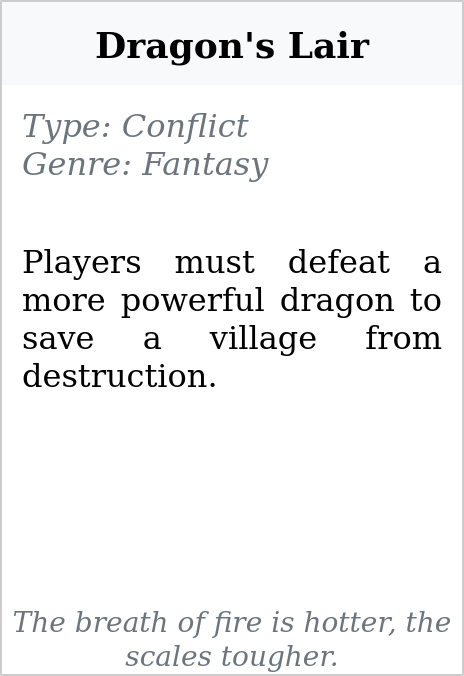 Dragon's Lair
Type: Conflict
Genre: Fantasy
Players must defeat a
more powerful dragon to
save a village from
destruction.
The breath of fire is hotter, the
scales tougher.